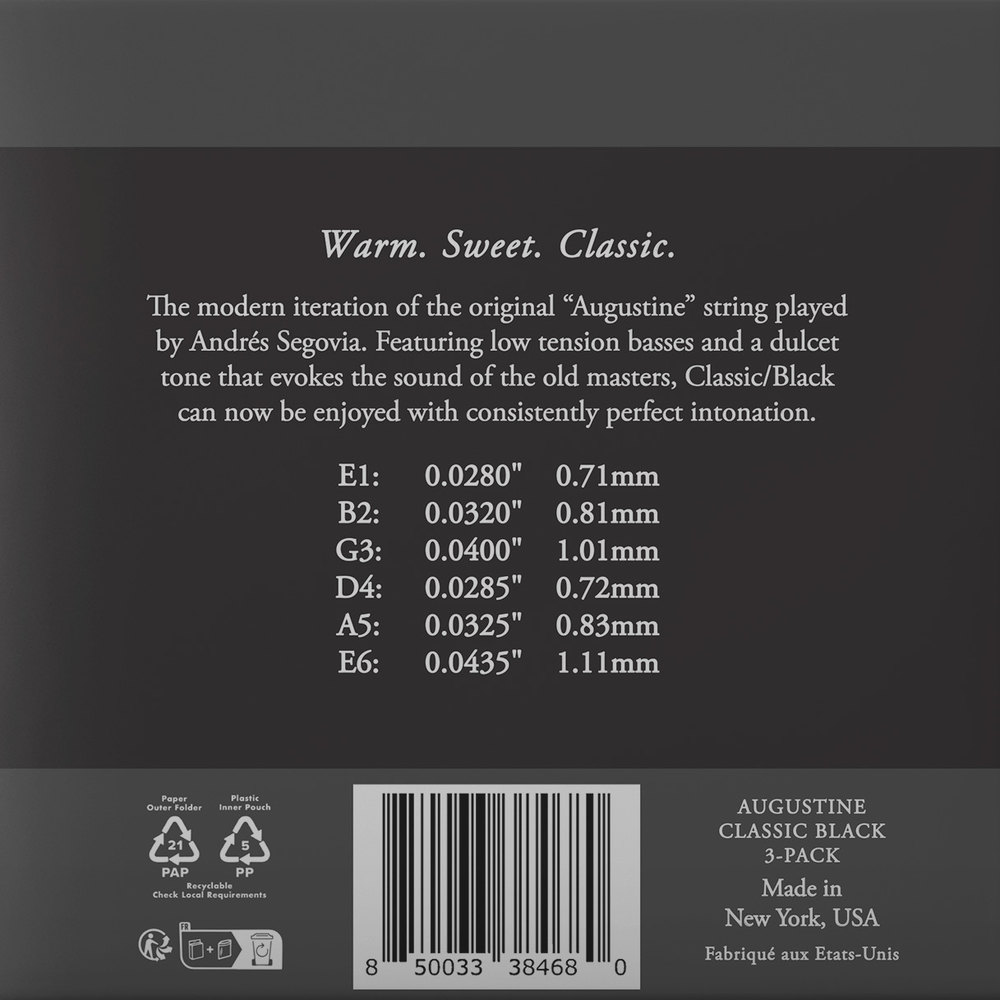 Warm. Sweet. Classic.
The modern iteration of the original “Augustine” string played
by Andrés Segovia. Featuring low tension basses and a dulcet
tone that evokes the sound of the old masters, Classic/Black
can now be enjoyed with consistently perfect intonation.
E1: 0.0280" 0.71mm
B2: 0.0320" 0.81mm
G3: 0.0400" 1.01mm
D4: 0.0285" 0.72mm
A5: 0.0325" 0.83mm
E6: 0.0435" 1.11mm
Paper
Outer Folder
21
PAP
Plastic
Inner Pouch
5
PP
Recyclable
Check Local Requirements
FR
+
8 50033 38468 0
AUGUSTINE
CLASSIC BLACK
3-PACK
Made in
New York, USA
Fabriqué aux Etats-Unis